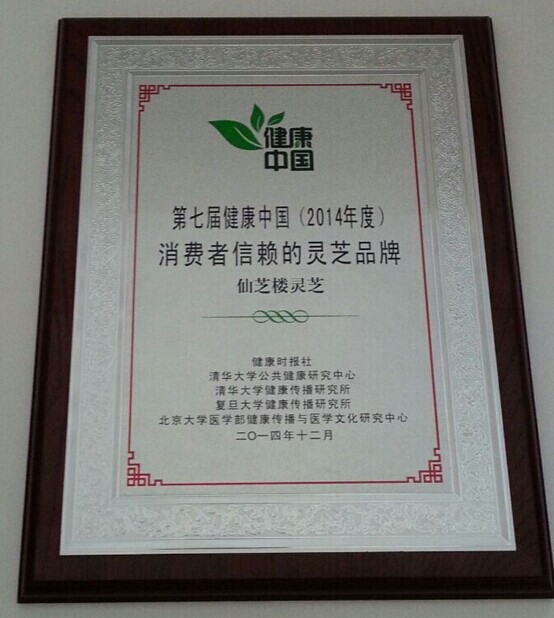 健康
中国
第七届健康中国（2014年度）
消费者信赖的灵芝品牌
仙芝楼灵芝
健康时报社
清华大学公共健康研究中心
清华大学健康传播研究所
复旦大学健康传播研究所
北京大学医学部健康传播与医学文化研究中心
二〇一四年十二月